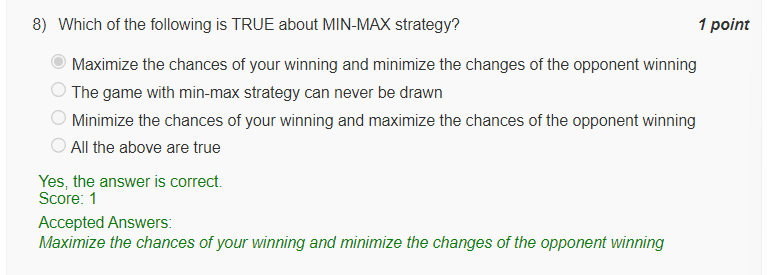 8) Which of the following is TRUE about MIN-MAX strategy? 1 point
Maximize the chances of your winning and minimize the changes of the opponent winning
The game with min-max strategy can never be drawn
Minimize the chances of your winning and maximize the chances of the opponent winning
All the above are true
Yes, the answer is correct.
Score: 1
Accepted Answers:
Maximize the chances of your winning and minimize the changes of the opponent winning